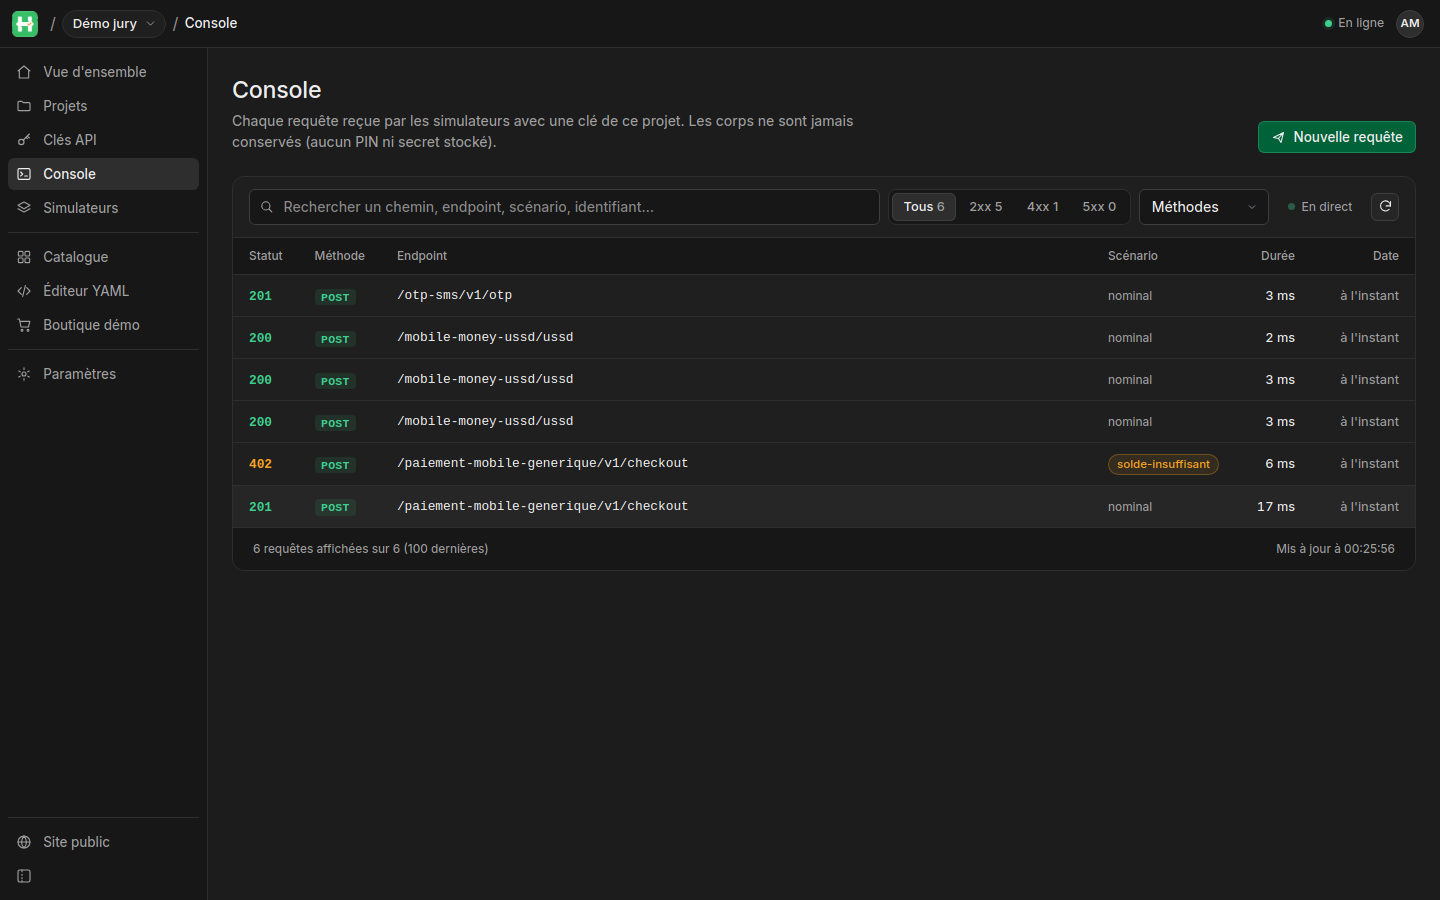 / Démo jury / Console
En ligne AM
Vue d'ensemble
Projets
Clés API
Console
Simulateurs
Catalogue
Éditeur YAML
Boutique démo
Paramètres
Site public
Console
Chaque requête reçue par les simulateurs avec une clé de ce projet. Les corps ne sont jamais
conservés (aucun PIN ni secret stocké).
Nouvelle requête
Rechercher un chemin, endpoint, scénario, identifiant... Tous 6 2xx 5 4xx 1 5xx 0 Méthodes En direct
Statut Méthode Endpoint Scénario Durée Date
201 POST /otp-sms/v1/otp nominal 3 ms à l'instant
200 POST /mobile-money-ussd/ussd nominal 2 ms à l'instant
200 POST /mobile-money-ussd/ussd nominal 3 ms à l'instant
200 POST /mobile-money-ussd/ussd nominal 3 ms à l'instant
402 POST /paiement-mobile-generique/v1/checkout solde-insuffisant 6 ms à l'instant
201 POST /paiement-mobile-generique/v1/checkout nominal 17 ms à l'instant
6 requêtes affichées sur 6 (100 dernières) Mis à jour à 00:25:56